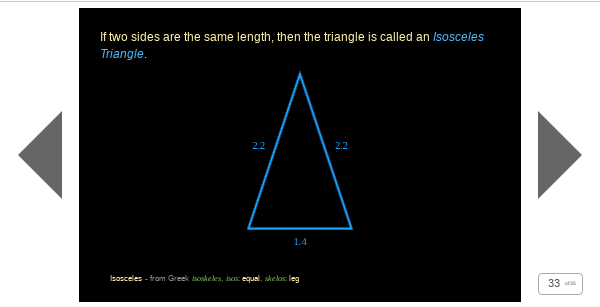 If two sides are the same length, then the triangle is called an Isosceles
Triangle.
2.2 2.2
1.4
Isosceles - from Greek isoskeles, isos: equal, skelos: leg
33 of 35